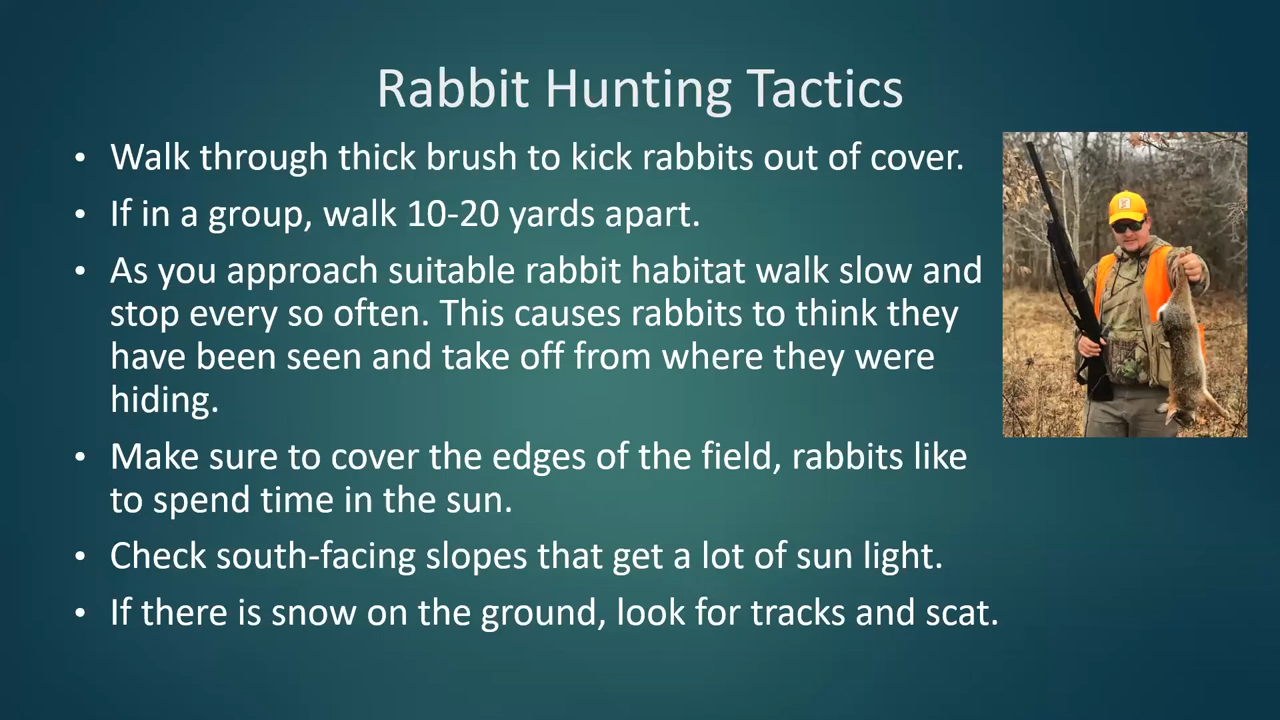 Rabbit Hunting Tactics
• Walk through thick brush to kick rabbits out of cover.
• If in a group, walk 10-20 yards apart.
• As you approach suitable rabbit habitat walk slow and
stop every so often. This causes rabbits to think they
have been seen and take off from where they were
hiding.
• Make sure to cover the edges of the field, rabbits like
to spend time in the sun.
• Check south-facing slopes that get a lot of sun light.
• If there is snow on the ground, look for tracks and scat.